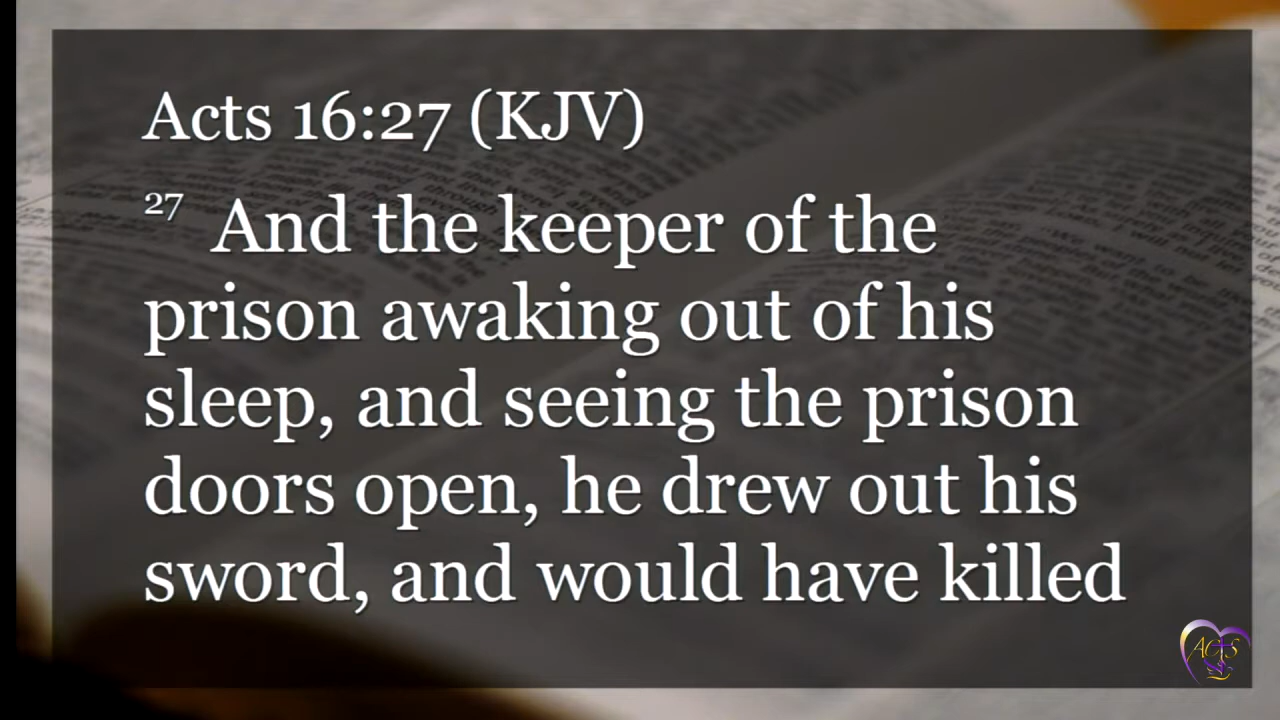 Acts 16:27 (KJV)
27 And the keeper of the
prison awaking out of his
sleep, and seeing the prison
doors open, he drew out his
sword, and would have killed
ACTS